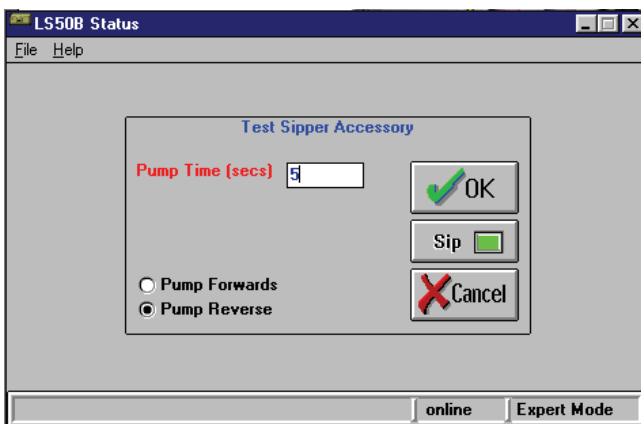 LS50B Status
File Help
Test Sipper Accessory
Pump Time (secs) 5
OK
Sip
Pump Forwards
Cancel
Pump Reverse
online Expert Mode